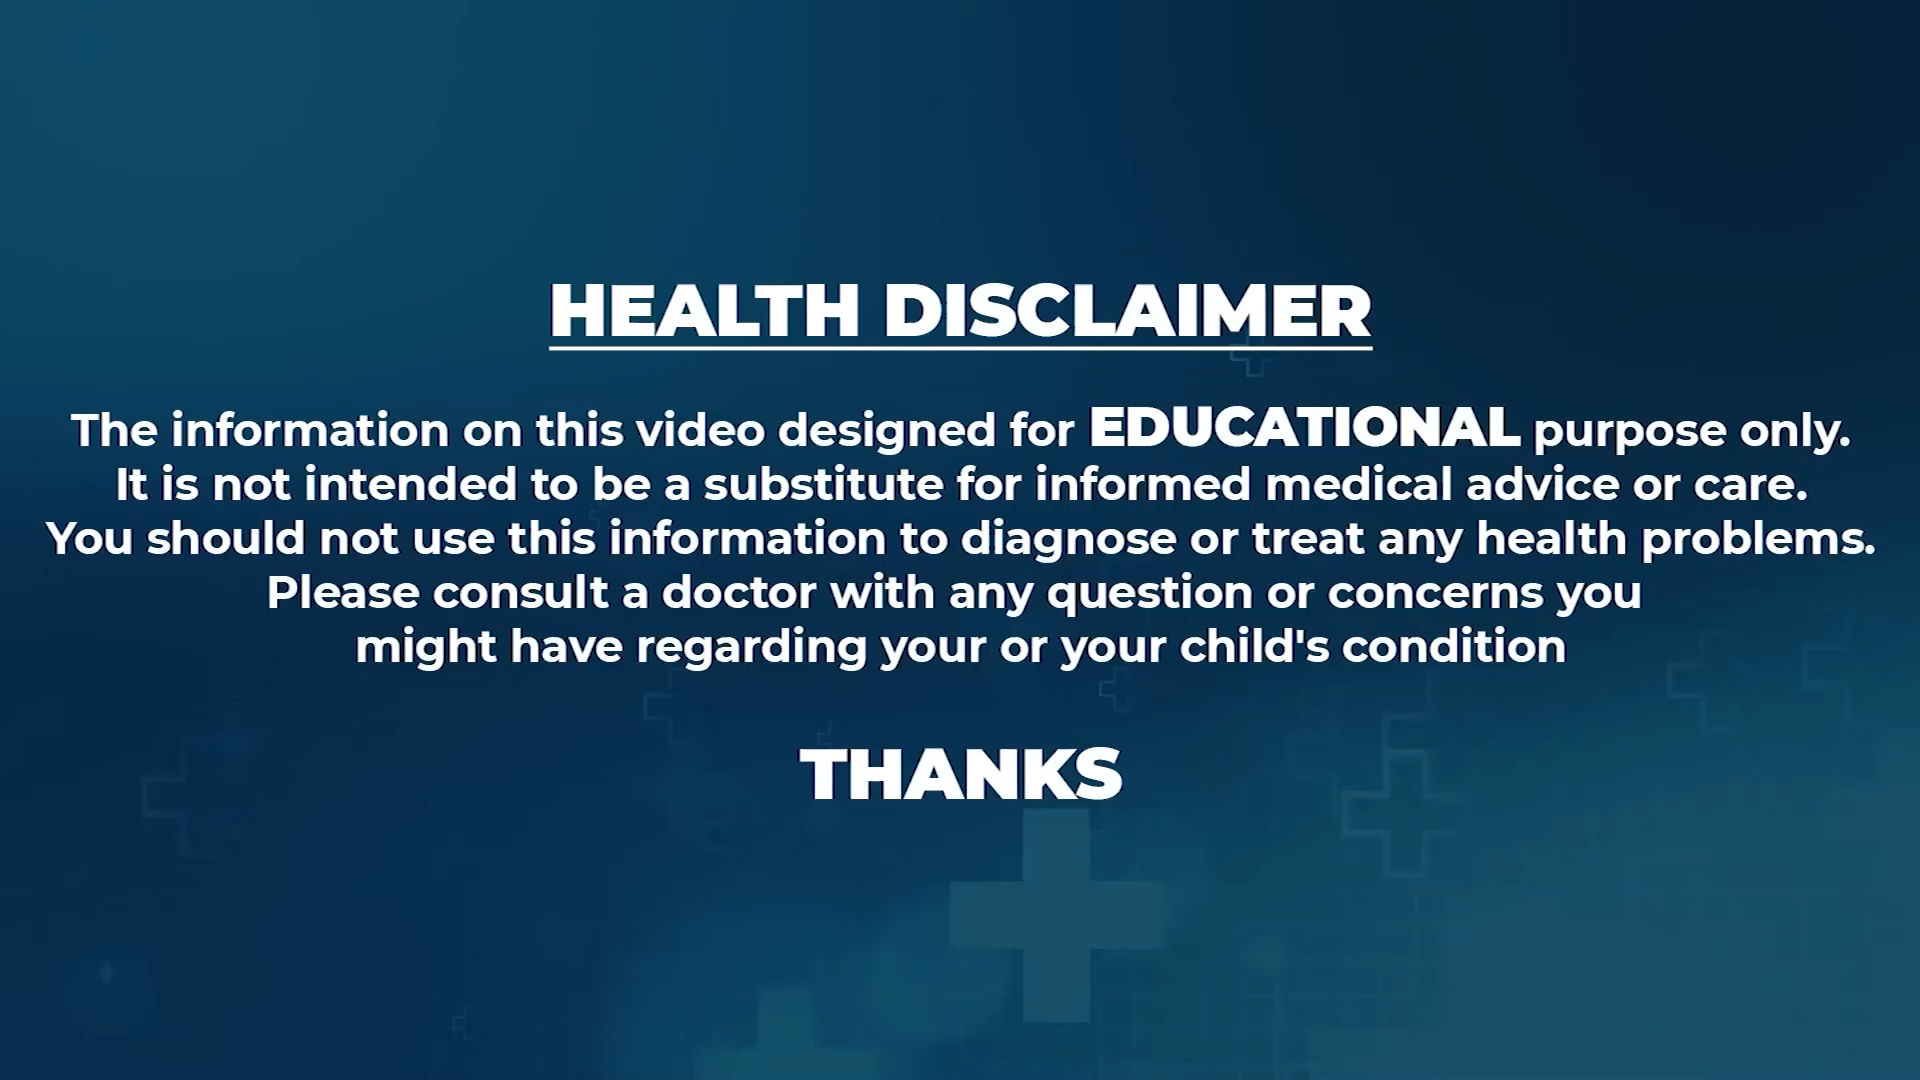 HEALTH DISCLAIMER
The information on this video designed for EDUCATIONAL purpose only.
It is not intended to be a substitute for informed medical advice or care.
You should not use this information to diagnose or treat any health problems.
Please consult a doctor with any question or concerns you
might have regarding your or your child's condition
THANKS